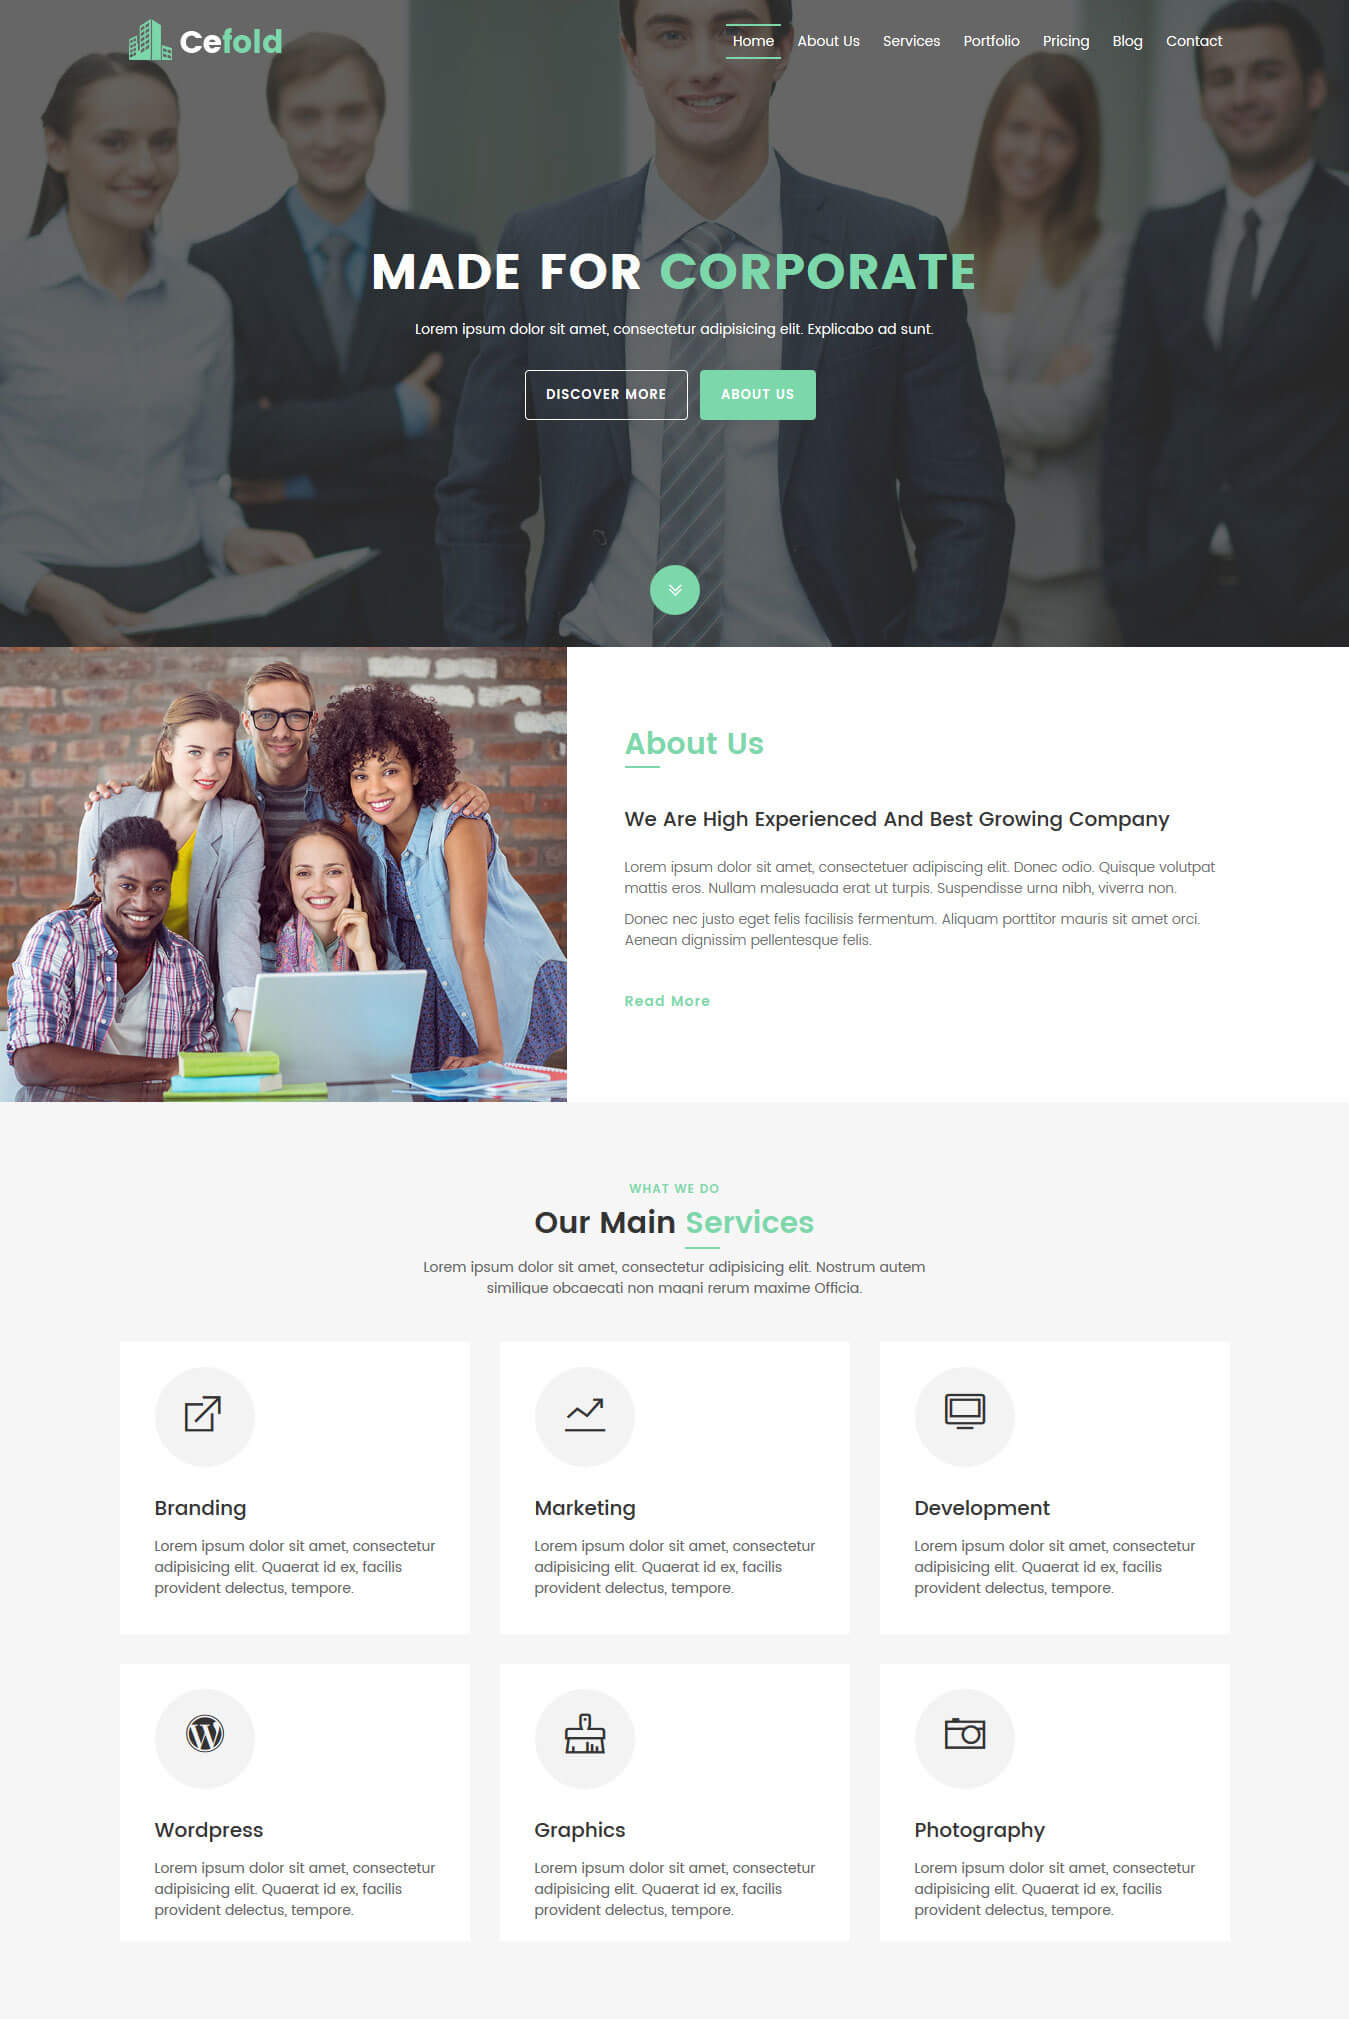 Cefold
Home About Us Services Portfolio Pricing Blog Contact
MADE FOR CORPORATE
Lorem ipsum dolor sit amet, consectetur adipisicing elit. Explicabo ad sunt.
DISCOVER MORE ABOUT US
About Us
We Are High Experienced And Best Growing Company
Lorem ipsum dolor sit amet, consectetuer adipiscing elit. Donec odio. Quisque volutpat
mattis eros. Nullam malesuada erat ut turpis. Suspendisse urna nibh, viverra non.
Donec nec justo eget felis facilisis fermentum. Aliquam porttitor mauris sit amet orci.
Aenean dignissim pellentesque felis.
Read More
WHAT WE DO
Our Main Services
Lorem ipsum dolor sit amet, consectetur adipisicing elit. Nostrum autem
similique obcaecati non magni rerum maxime Officia.
Branding
Lorem ipsum dolor sit amet, consectetur
adipisicing elit. Quaerat id ex, facilis
provident delectus, tempore.
Marketing
Lorem ipsum dolor sit amet, consectetur
adipisicing elit. Quaerat id ex, facilis
provident delectus, tempore.
Development
Lorem ipsum dolor sit amet, consectetur
adipisicing elit. Quaerat id ex, facilis
provident delectus, tempore.
Wordpress
Lorem ipsum dolor sit amet, consectetur
adipisicing elit. Quaerat id ex, facilis
provident delectus, tempore.
Graphics
Lorem ipsum dolor sit amet, consectetur
adipisicing elit. Quaerat id ex, facilis
provident delectus, tempore.
Photography
Lorem ipsum dolor sit amet, consectetur
adipisicing elit. Quaerat id ex, facilis
provident delectus, tempore.